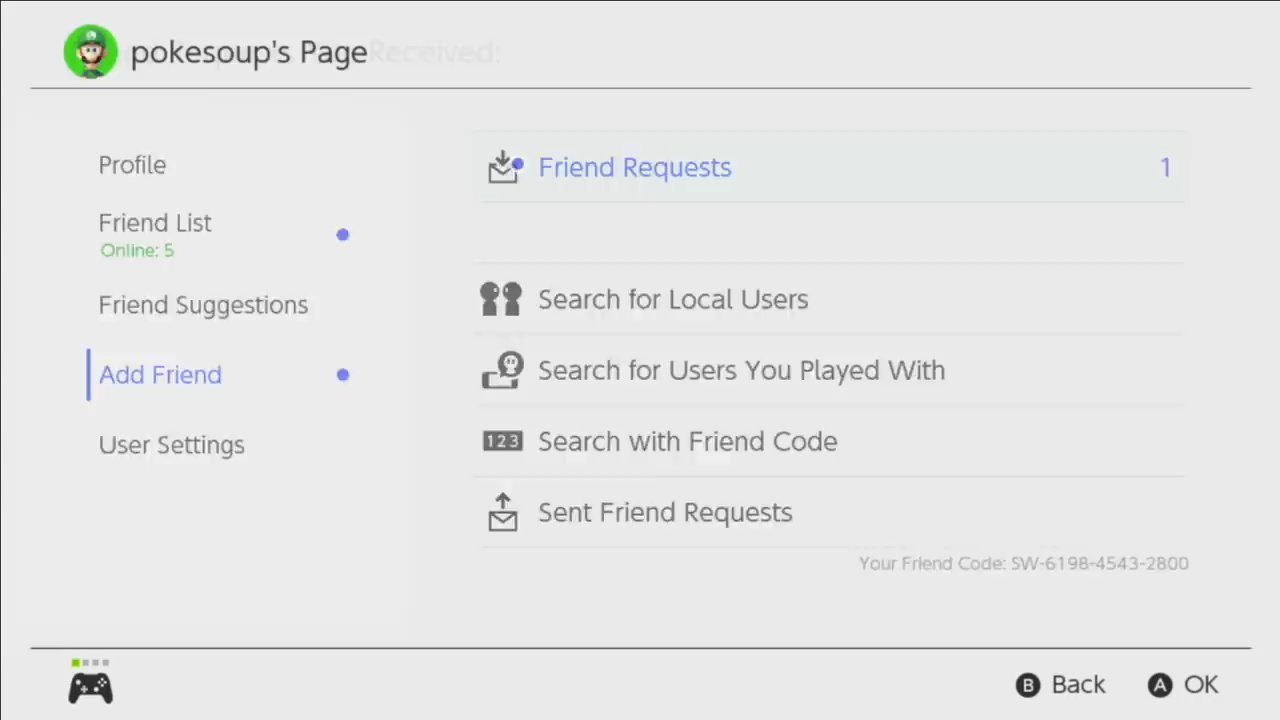 pokesoup's Page
Received:
Profile
Friend List
Online: 5
Friend Suggestions
Add Friend
User Settings
Friend Requests 1
Search for Local Users
Search for Users You Played With
123 Search with Friend Code
Sent Friend Requests
Your Friend Code: SW-6198-4543-2800
B Back A OK